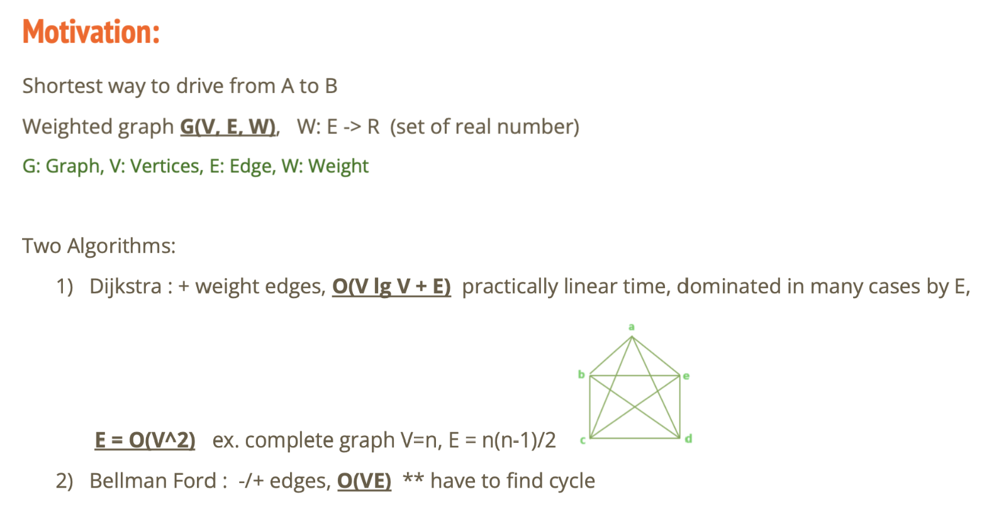 Motivation:
Shortest way to drive from A to B
Weighted graph G(V, E, W),   W: E -> R  (set of real number)
G: Graph, V: Vertices, E: Edge, W: Weight
Two Algorithms:
1)   Dijkstra : + weight edges, O(V lg V + E)  practically linear time, dominated in many cases by E,
a
b
e
E = O(V^2)   ex. complete graph V=n, E = n(n-1)/2
c
d
2)   Bellman Ford :  -/+ edges, O(VE)  ** have to find cycle